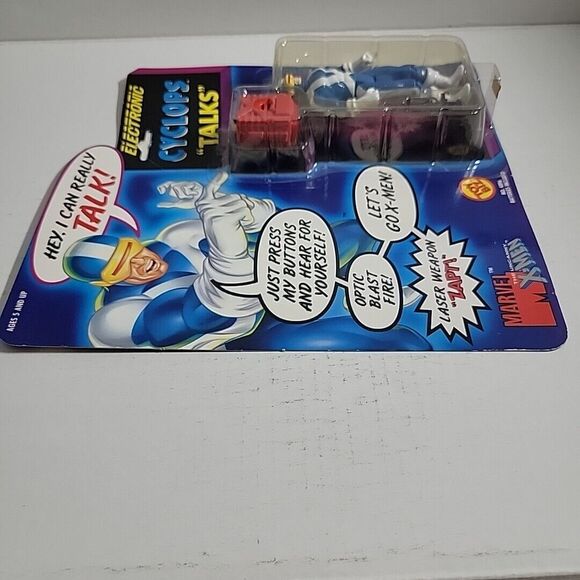 ELECTRONIC
CYCLOPS
"TALKS"
HEY, I CAN REALLY
TALK!
JUST PRESS
MY BUTTONS
AND HEAR FOR
YOURSELF!
OPTIC
BLAST
FIRE!
LET'S
GO X-MEN!
LASER WEAPON
"ZAP!"
AGES 5 AND UP
MARVEL
X-MEN